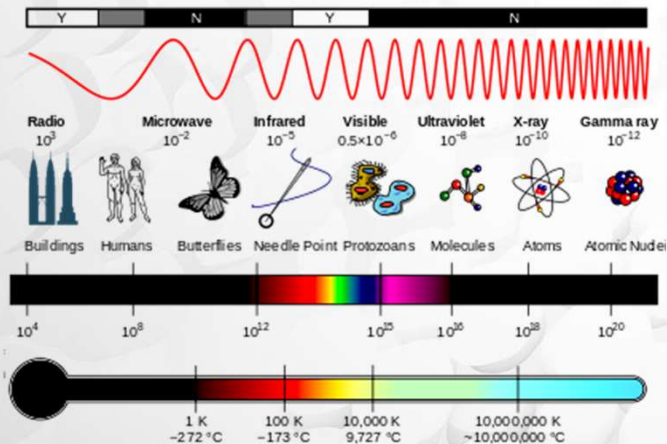 Y N Y N
Radio Microwave Infrared Visible Ultraviolet X-ray Gamma ray
10³ 10⁻² 10⁻⁵ 0.5×10⁻⁶ 10⁻⁸ 10⁻¹⁰ 10⁻¹²
Buildings Humans Butterflies Needle Point Protozoans Molecules Atoms Atomic Nuclei
10⁴ 10⁸ 10¹² 10¹⁵ 10¹⁶ 10¹⁸ 10²⁰
1 K 100 K 10,000 K 10,000,000 K
−272 °C −173 °C 9,727 °C ~10,000,000 °C